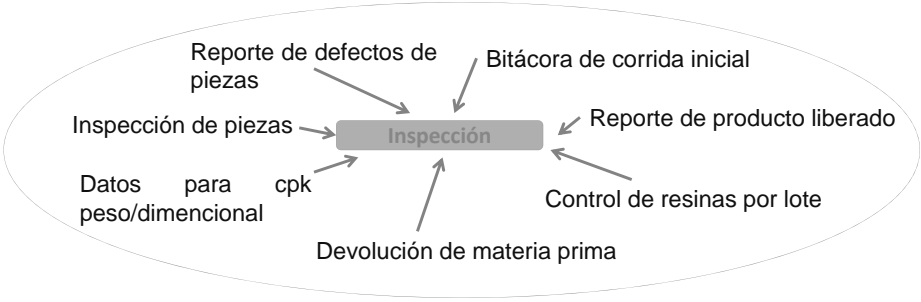 Reporte de defectos de
piezas
Bitácora de corrida inicial
Inspección de piezas
Inspección
Reporte de producto liberado
Datos para cpk
peso/dimencional
Control de resinas por lote
Devolución de materia prima